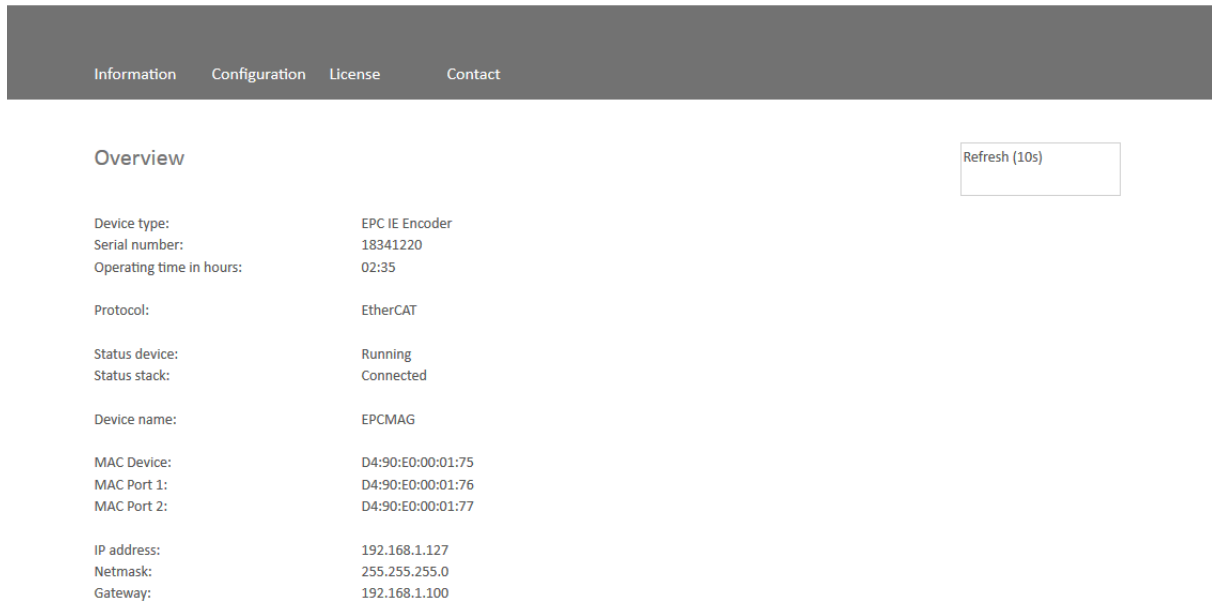 Information Configuration License Contact
Overview
Refresh (10s)
Device type: EPC IE Encoder
Serial number: 18341220
Operating time in hours: 02:35
Protocol: EtherCAT
Status device: Running
Status stack: Connected
Device name: EPCMAG
MAC Device: D4:90:E0:00:01:75
MAC Port 1: D4:90:E0:00:01:76
MAC Port 2: D4:90:E0:00:01:77
IP address: 192.168.1.127
Netmask: 255.255.255.0
Gateway: 192.168.1.100